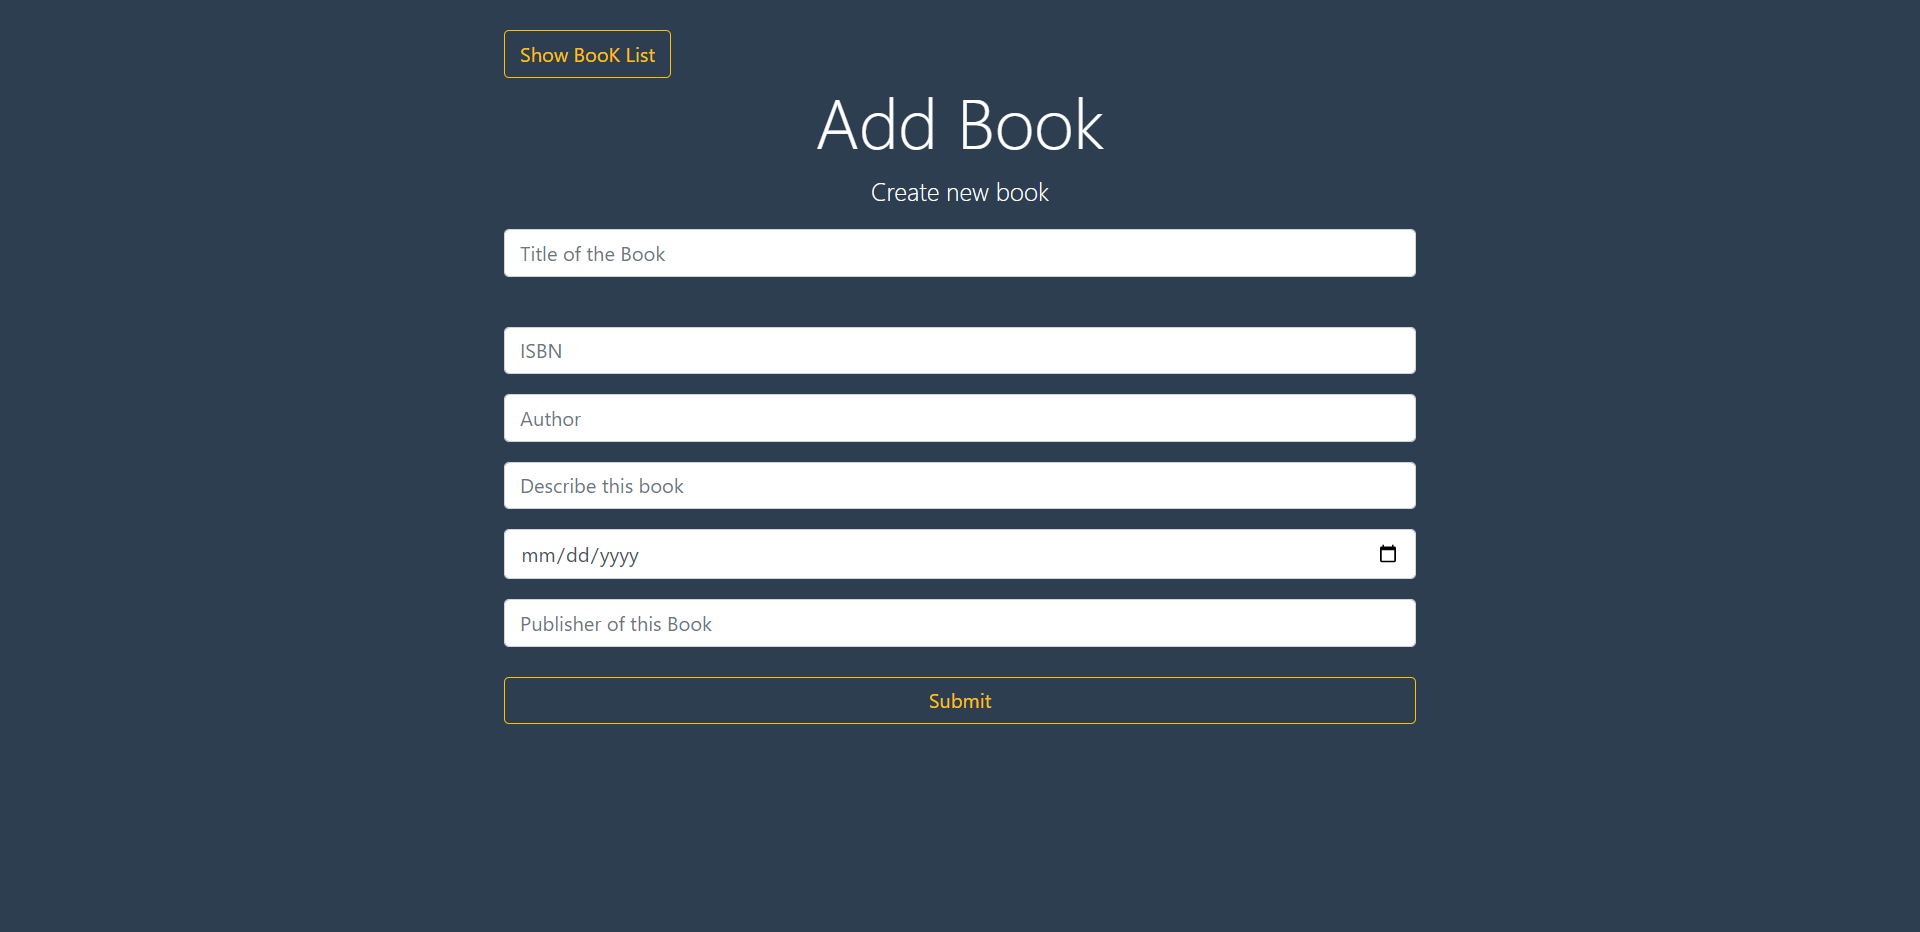 Show BooK List
Add Book
Create new book
Title of the Book
ISBN
Author
Describe this book
mm/dd/yyyy
Publisher of this Book
Submit